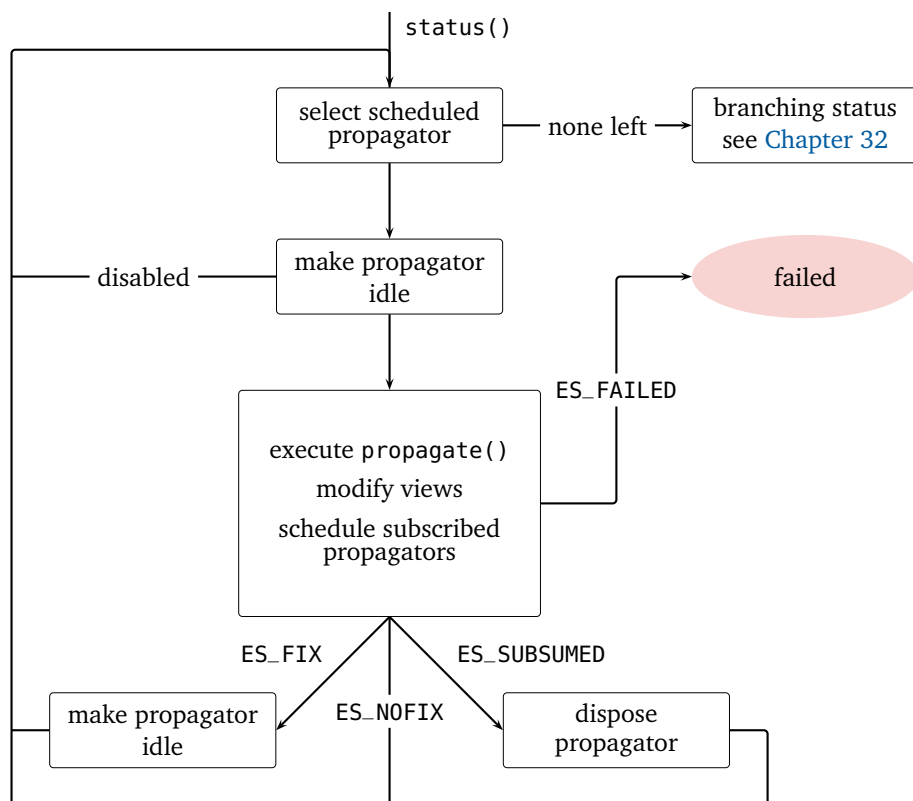 status()
select scheduled
propagator
none left
branching status
see Chapter 32
disabled
make propagator
idle
failed
ES_FAILED
execute propagate()
modify views
schedule subscribed
propagators
ES_FIX
ES_SUBSUMED
ES_NOFIX
make propagator
idle
dispose
propagator